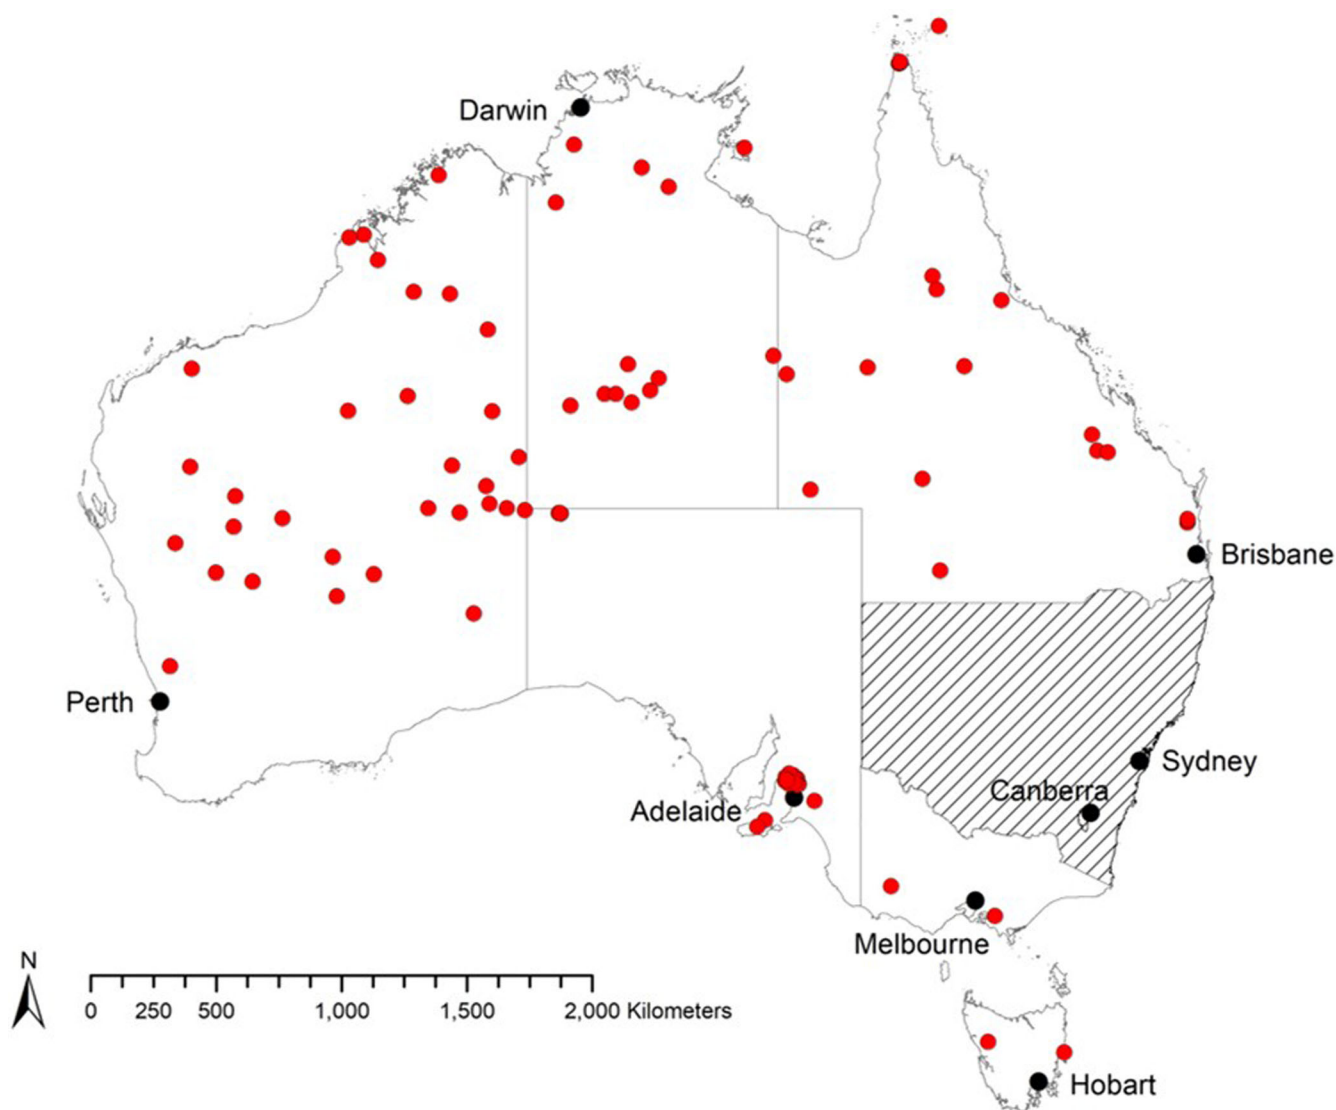 Darwin
Brisbane
Perth
Sydney
Canberra
Adelaide
Melbourne
N
0 250 500 1,000 1,500 2,000 Kilometers
Hobart